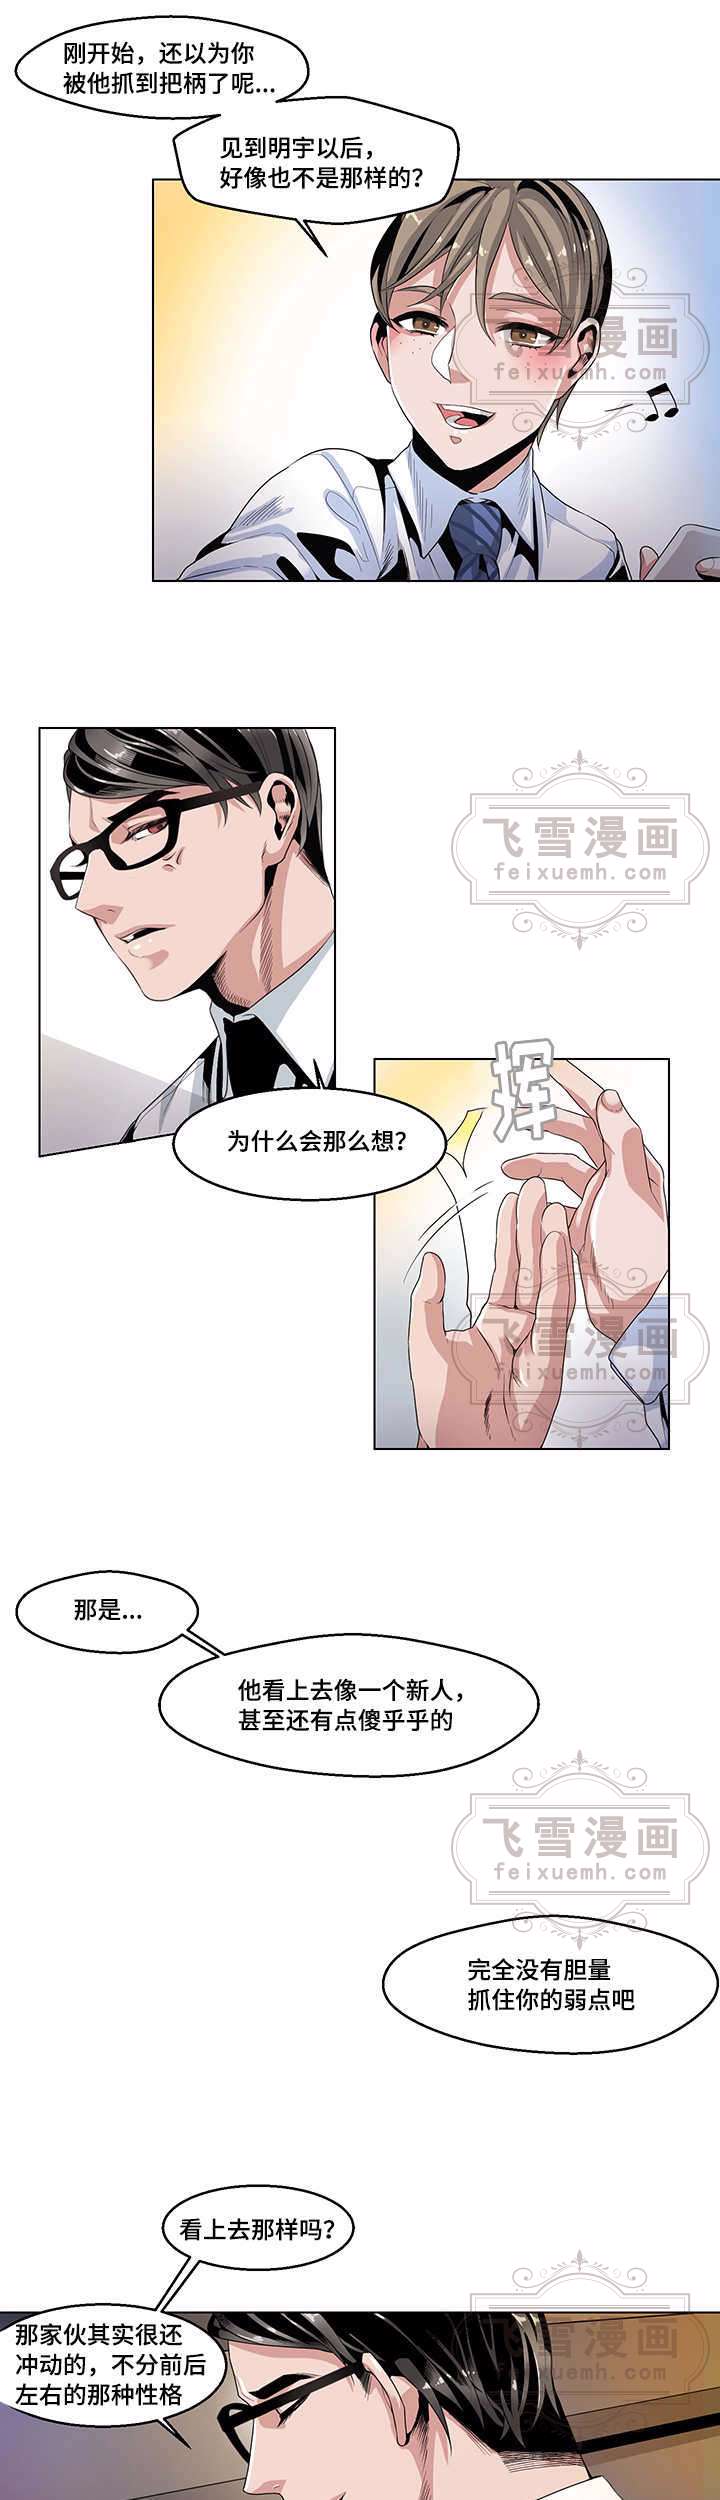 刚开始，还以为你
被他抓到把柄了呢...
见到明宇以后，
好像也不是那样的？
飞雪漫画
feixuemh.com
飞雪漫画
feixuemh.com
挥
为什么会那么想？
飞雪漫画
feixuemh.com
那是...
他看上去像一个新人，
甚至还有点傻乎乎的
飞雪漫画
feixuemh.com
完全没有胆量
抓住你的弱点吧
看上去那样吗？
飞雪漫画
feixuemh.com
那家伙其实很还
冲动的，不分前后
左右的那种性格